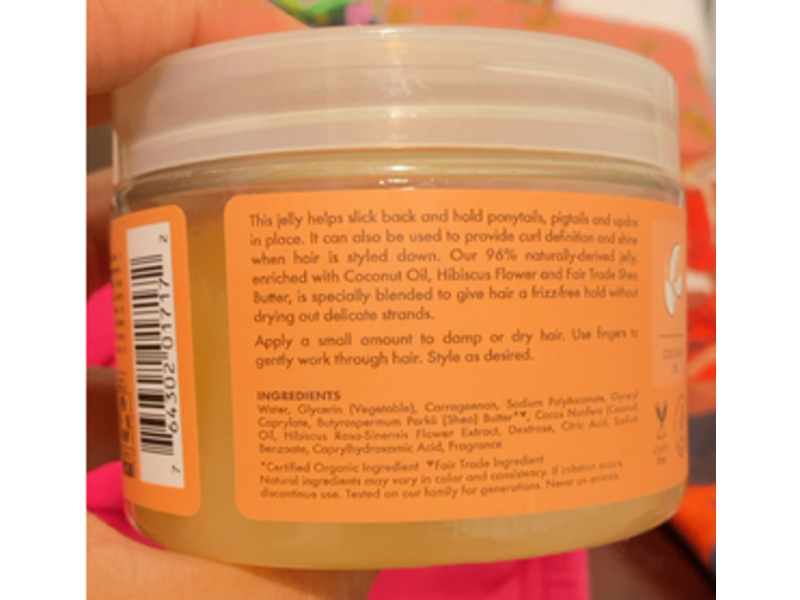 This jelly helps slick back and hold ponytails, pigtails and updos
in place. It can also be used to provide curl definition and shine
when hair is styled down. Our 96% naturally-derived jelly,
enriched with Coconut Oil, Hibiscus Flower and Fair Trade Shea
Butter, is specially blended to give hair a frizz-free hold without
drying out delicate strands.
Apply a small amount to damp or dry hair. Use fingers to
gently work through hair. Style as desired.
INGREDIENTS
Water, Glycerin (Vegetable), Carrageenan, Sodium Polyitaconate, Glyceryl
Caprylate, Butyrospermum Parkii (Shea) Butter*♥, Cocos Nucifera (Coconut)
Oil, Hibiscus Rosa-Sinensis Flower Extract, Dextrose, Citric Acid, Sodium
Benzoate, Caprylhydroxamic Acid, Fragrance
*Certified Organic Ingredient ♥Fair Trade Ingredient
Natural ingredients may vary in color and consistency. If irritation occurs,
discontinue use. Tested on our family for generations. Never on animals.
7 64302 01717 2
COCONUT
OIL